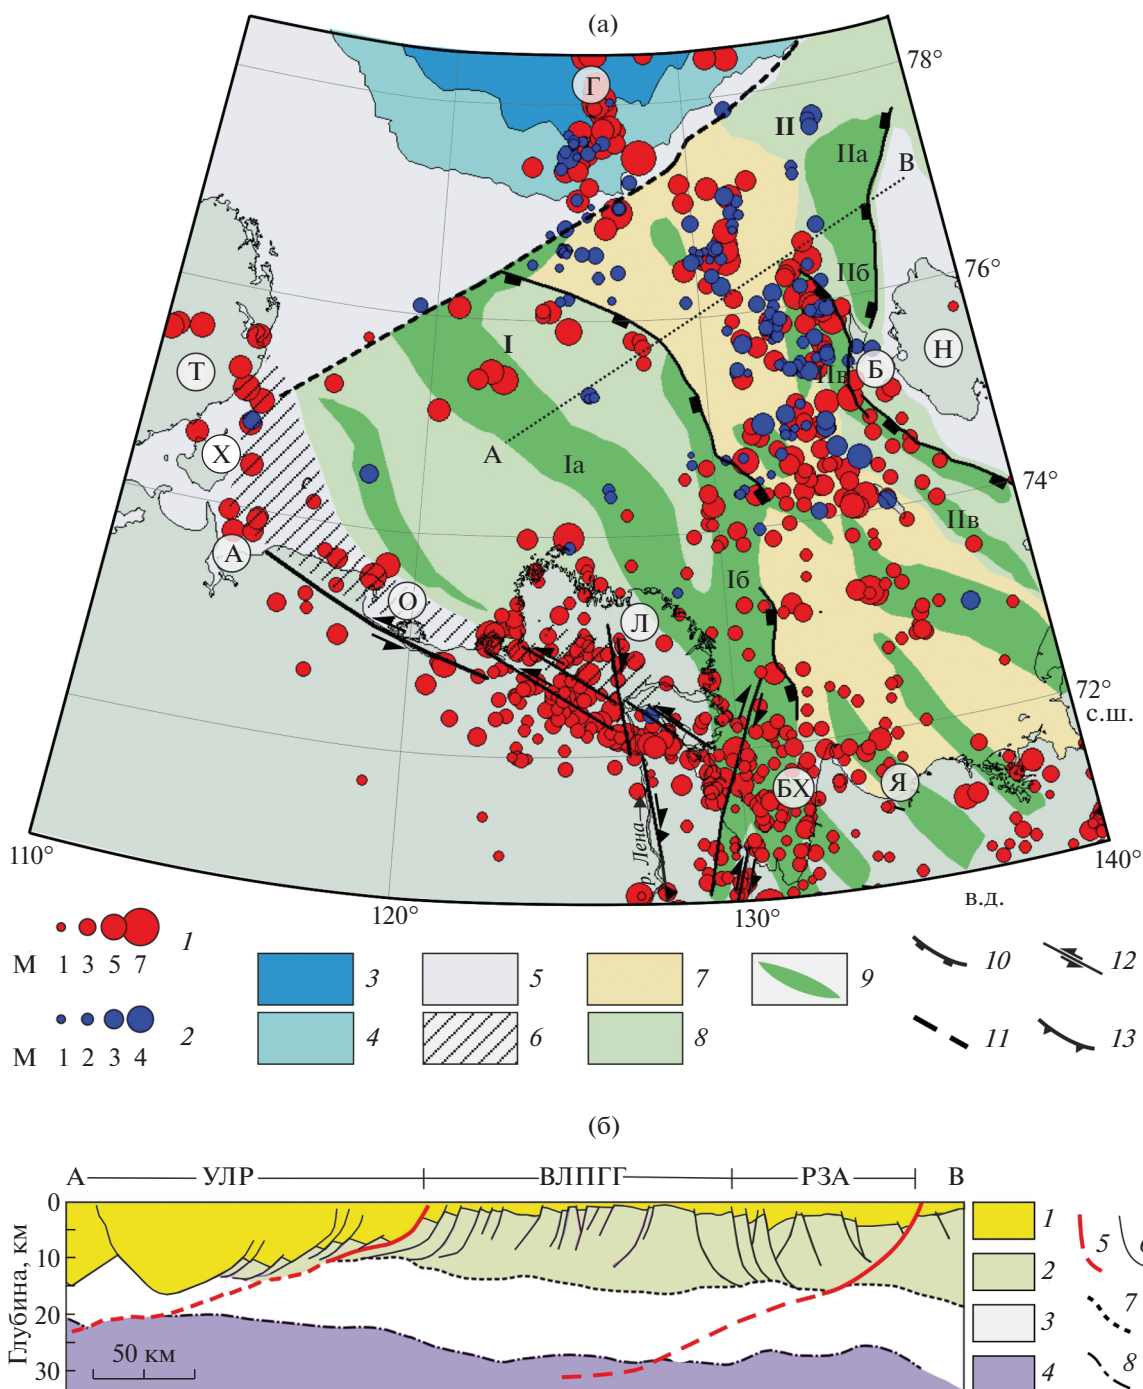 (а)
78°
Г
II
IIа
В
76°
IIб
Н
I
Т
Б
IIв
Х
А
Iа
74°
IIв
А
Iб
О
Л
72°
с.ш.
БХ
Я
р. Лена
110°
140°
в.д.
120°
130°
1
М 1 3 5 7
2
М 1 2 3 4
3 5 7 9 10 12
4 6 8 11 13
(б)
А УЛР ВЛПГГ РЗА В
Глубина, км
0
10
20
30
50 км
1 5 6
2
3 7
4 8